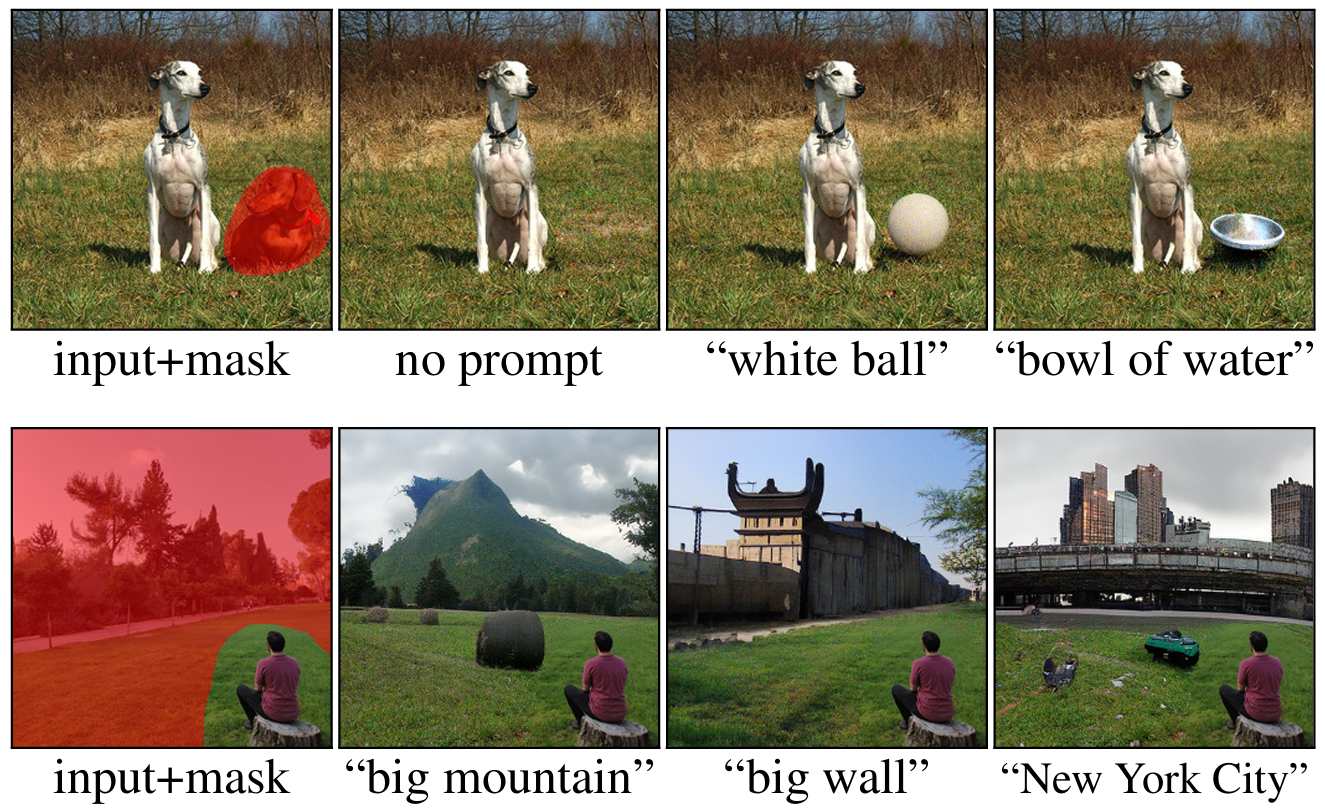 input+mask
no prompt
“white ball”
“bowl of water”
input+mask
“big mountain”
“big wall”
“New York City”